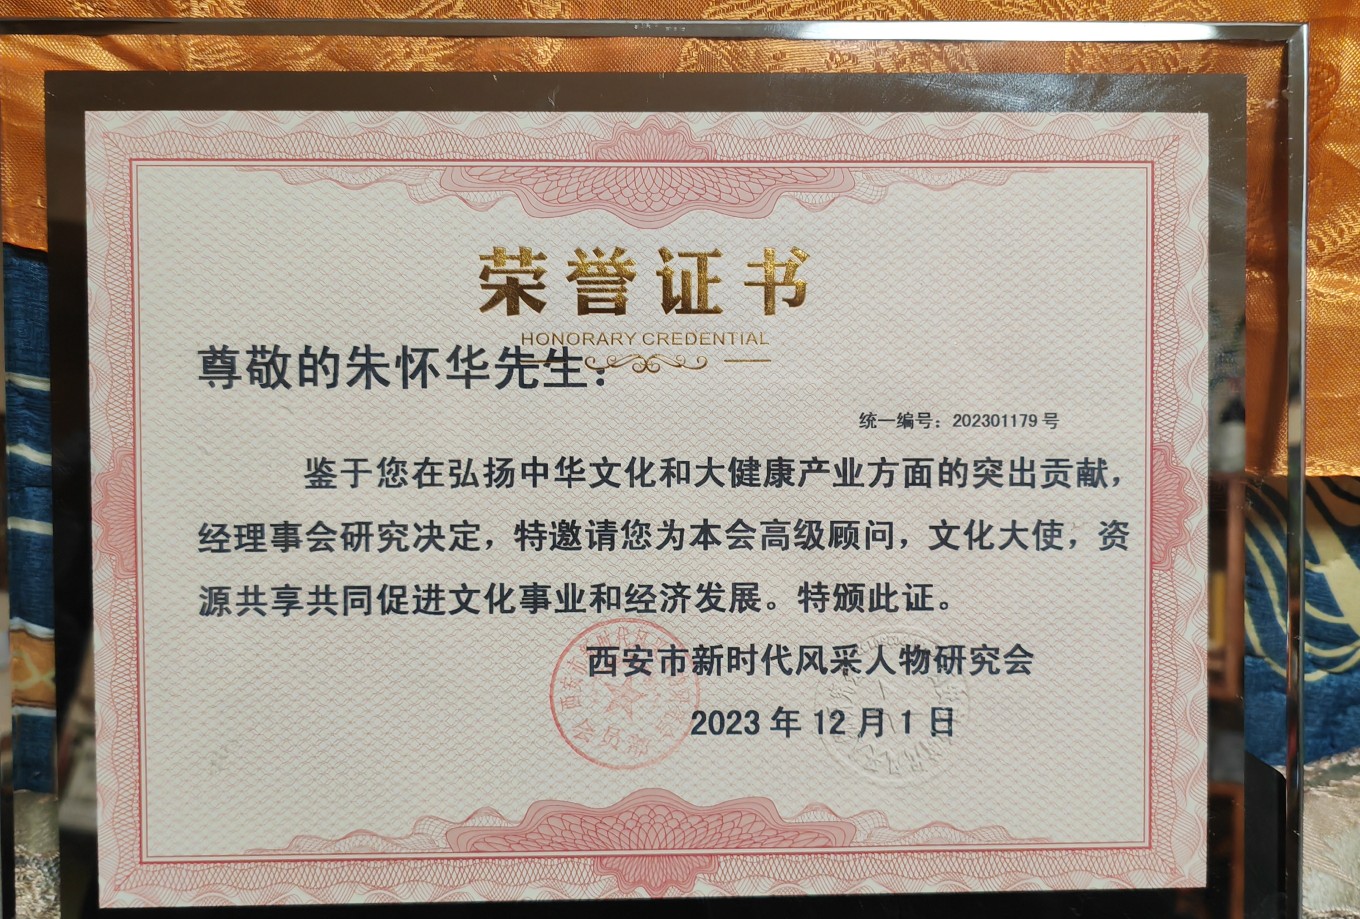 荣誉证书
HONORARY CREDENTIAL
尊敬的朱怀华先生：
统一编号：202301179号
鉴于您在弘扬中华文化和大健康产业方面的突出贡献，
经理事会研究决定，特邀请您为本会高级顾问，文化大使，资
源共享共同促进文化事业和经济发展。特颁此证。
西安市新时代风采人物研究会
2023年12月1日
会员部